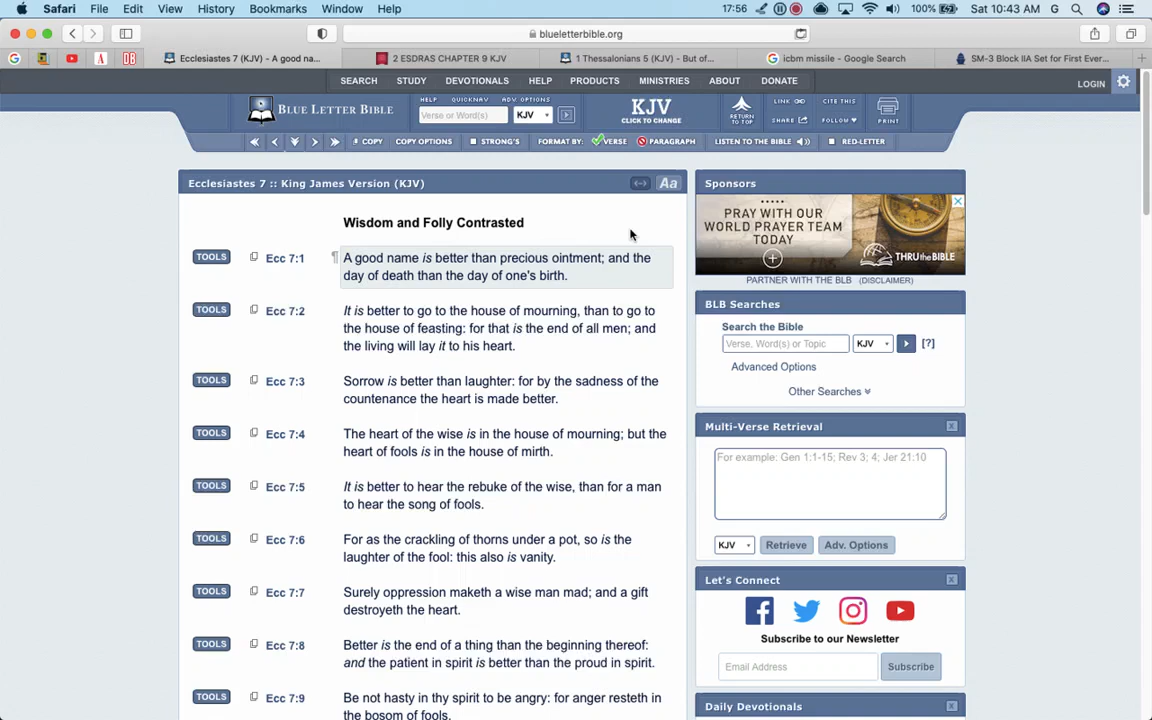 Safari File Edit View History Bookmarks Window Help 17:56 100% Sat 10:43 AM G
blueletterbible.org
Ecclesiastes 7 (KJV) - A good na... 2 ESDRAS CHAPTER 9 KJV 1 Thessalonians 5 (KJV) - But of... icbm missile - Google Search SM-3 Block IIA Set for First Ever...
SEARCH STUDY DEVOTIONALS HELP PRODUCTS MINISTRIES ABOUT DONATE LOGIN
BLUE LETTER BIBLE
HELP QUICKNAV ADV. OPTIONS
Verse or Word(s) KJV
KJV
CLICK TO CHANGE
RETURN TO TOP
LINK CITE THIS
SHARE FOLLOW PRINT
COPY COPY OPTIONS STRONG'S FORMAT BY: VERSE PARAGRAPH LISTEN TO THE BIBLE RED-LETTER
Ecclesiastes 7 :: King James Version (KJV) Aa
Wisdom and Folly Contrasted
TOOLS Ecc 7:1 ¶ A good name is better than precious ointment; and the
day of death than the day of one's birth.
TOOLS Ecc 7:2 It is better to go to the house of mourning, than to go to
the house of feasting: for that is the end of all men; and
the living will lay it to his heart.
TOOLS Ecc 7:3 Sorrow is better than laughter: for by the sadness of the
countenance the heart is made better.
TOOLS Ecc 7:4 The heart of the wise is in the house of mourning; but the
heart of fools is in the house of mirth.
TOOLS Ecc 7:5 It is better to hear the rebuke of the wise, than for a man
to hear the song of fools.
TOOLS Ecc 7:6 For as the crackling of thorns under a pot, so is the
laughter of the fool: this also is vanity.
TOOLS Ecc 7:7 Surely oppression maketh a wise man mad; and a gift
destroyeth the heart.
TOOLS Ecc 7:8 Better is the end of a thing than the beginning thereof:
and the patient in spirit is better than the proud in spirit.
TOOLS Ecc 7:9 Be not hasty in thy spirit to be angry: for anger resteth in
the bosom of fools.
Sponsors
PRAY WITH OUR
WORLD PRAYER TEAM
TODAY
THRU the BIBLE
PARTNER WITH THE BLB (DISCLAIMER)
BLB Searches
Search the Bible
Verse, Word(s) or Topic KJV [?]
Advanced Options
Other Searches
Multi-Verse Retrieval
For example: Gen 1:1-15; Rev 3; 4; Jer 21:10
KJV Retrieve Adv. Options
Let's Connect
Subscribe to our Newsletter
Email Address Subscribe
Daily Devotionals